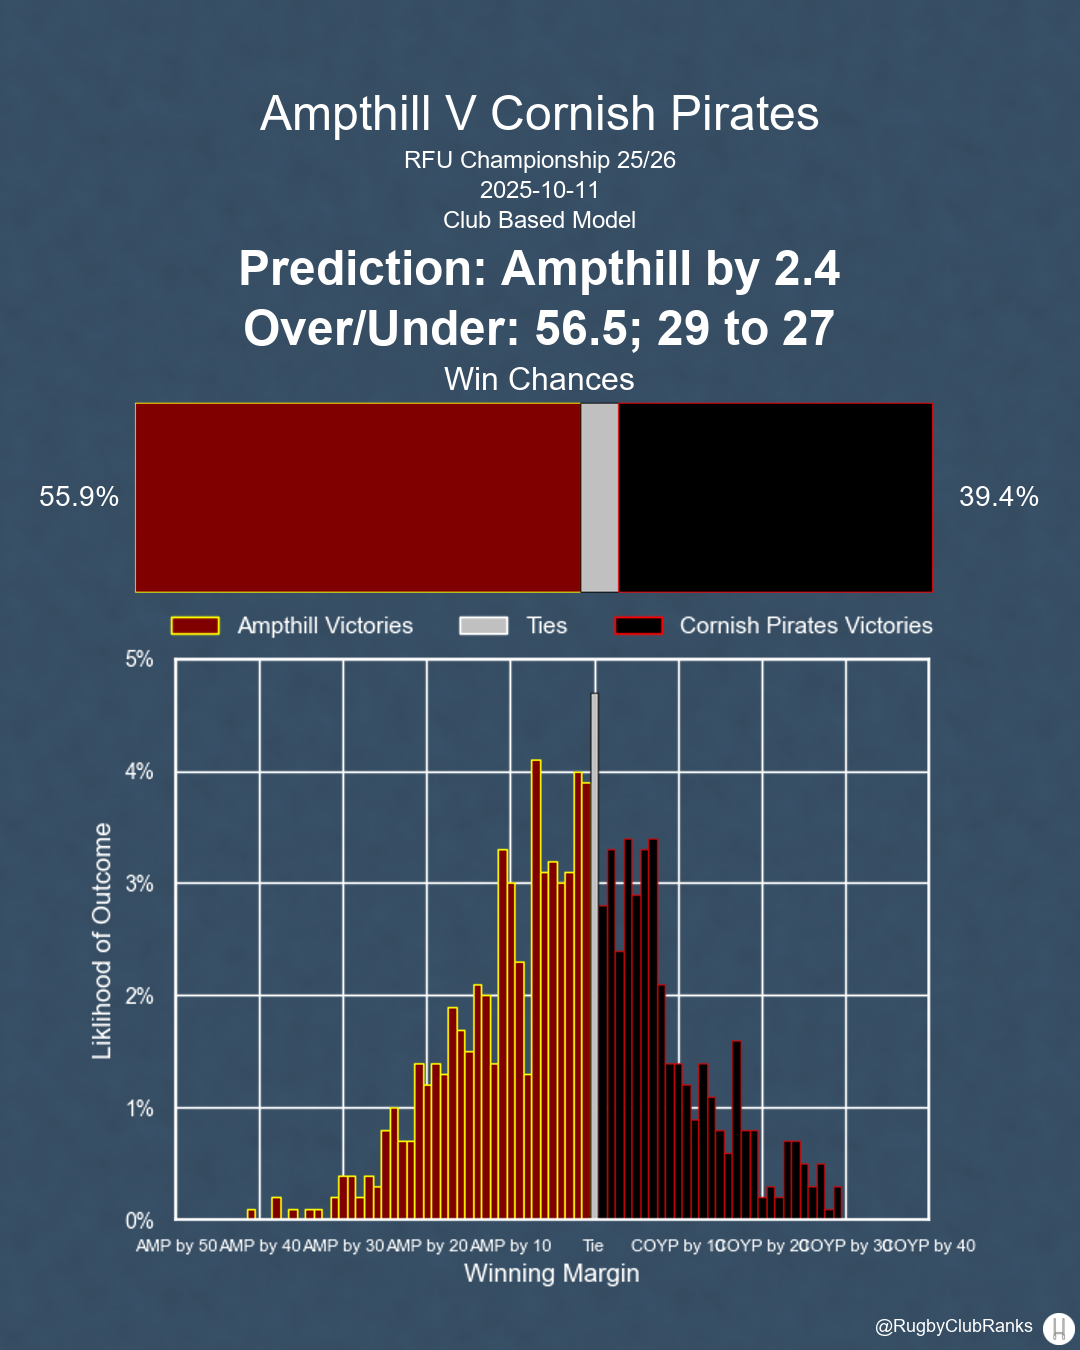 Ampthill V Cornish Pirates
RFU Championship 25/26
2025-10-11
Club Based Model
Prediction: Ampthill by 2.4
Over/Under: 56.5; 29 to 27
Win Chances
55.9%
39.4%
Ampthill Victories
Ties
Cornish Pirates Victories
5%
4%
3%
2%
1%
0%
Liklihood of Outcome
AMP by 50 AMP by 40 AMP by 30 AMP by 20 AMP by 10 Tie COYP by 10 COYP by 20 COYP by 30 COYP by 40
Winning Margin
@RugbyClubRanks